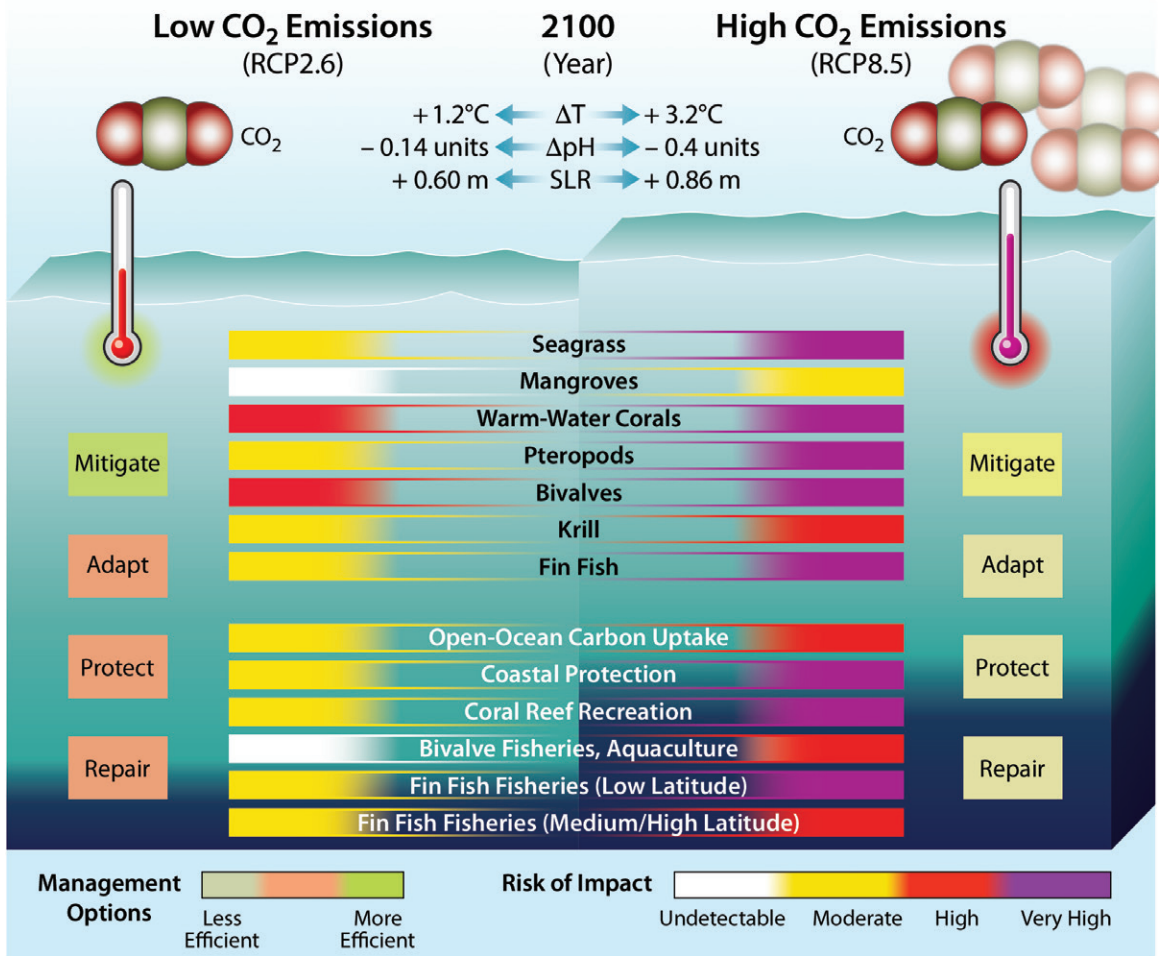 Low CO₂ Emissions
(RCP2.6)
2100
(Year)
High CO₂ Emissions
(RCP8.5)
+ 1.2°C ΔT + 3.2°C
– 0.14 units ΔpH – 0.4 units
+ 0.60 m SLR + 0.86 m
CO₂
CO₂
Seagrass
Mangroves
Warm-Water Corals
Pteropods
Bivalves
Krill
Fin Fish
Open-Ocean Carbon Uptake
Coastal Protection
Coral Reef Recreation
Bivalve Fisheries, Aquaculture
Fin Fish Fisheries (Low Latitude)
Fin Fish Fisheries (Medium/High Latitude)
Mitigate
Adapt
Protect
Repair
Mitigate
Adapt
Protect
Repair
Management
Options
Less
Efficient
More
Efficient
Risk of Impact
Undetectable
Moderate
High
Very High